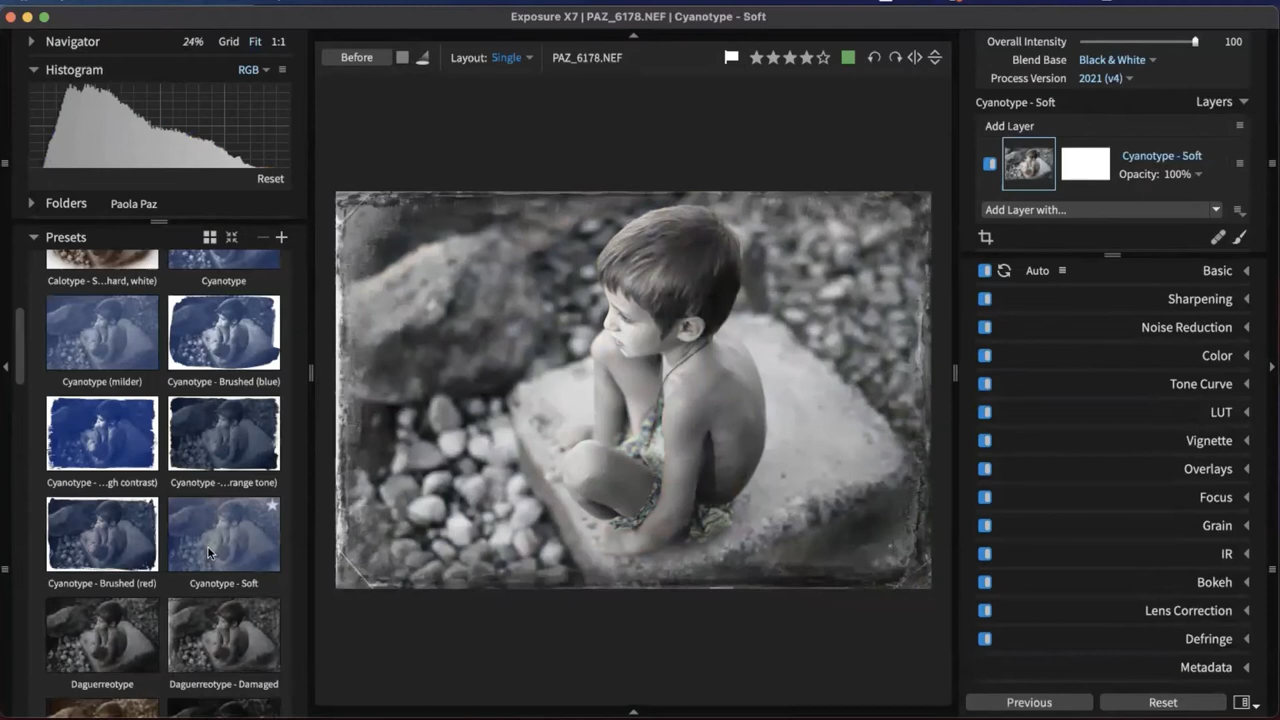 Exposure X7 | PAZ_6178.NEF | Cyanotype - Soft
Navigator 24% Grid Fit 1:1
Histogram RGB
Reset
Folders Paola Paz
Presets
Calotype - S...hard, white) Cyanotype
Cyanotype (milder) Cyanotype - Brushed (blue)
Cyanotype - ...gh contrast) Cyanotype - ...range tone)
Cyanotype - Brushed (red) Cyanotype - Soft
Daguerreotype Daguerreotype - Damaged
Before Layout: Single PAZ_6178.NEF
Overall Intensity 100
Blend Base Black & White
Process Version 2021 (v4)
Cyanotype - Soft Layers
Add Layer
Cyanotype - Soft
Opacity: 100%
Add Layer with...
Auto Basic
Sharpening
Noise Reduction
Color
Tone Curve
LUT
Vignette
Overlays
Focus
Grain
IR
Bokeh
Lens Correction
Defringe
Metadata
Previous Reset